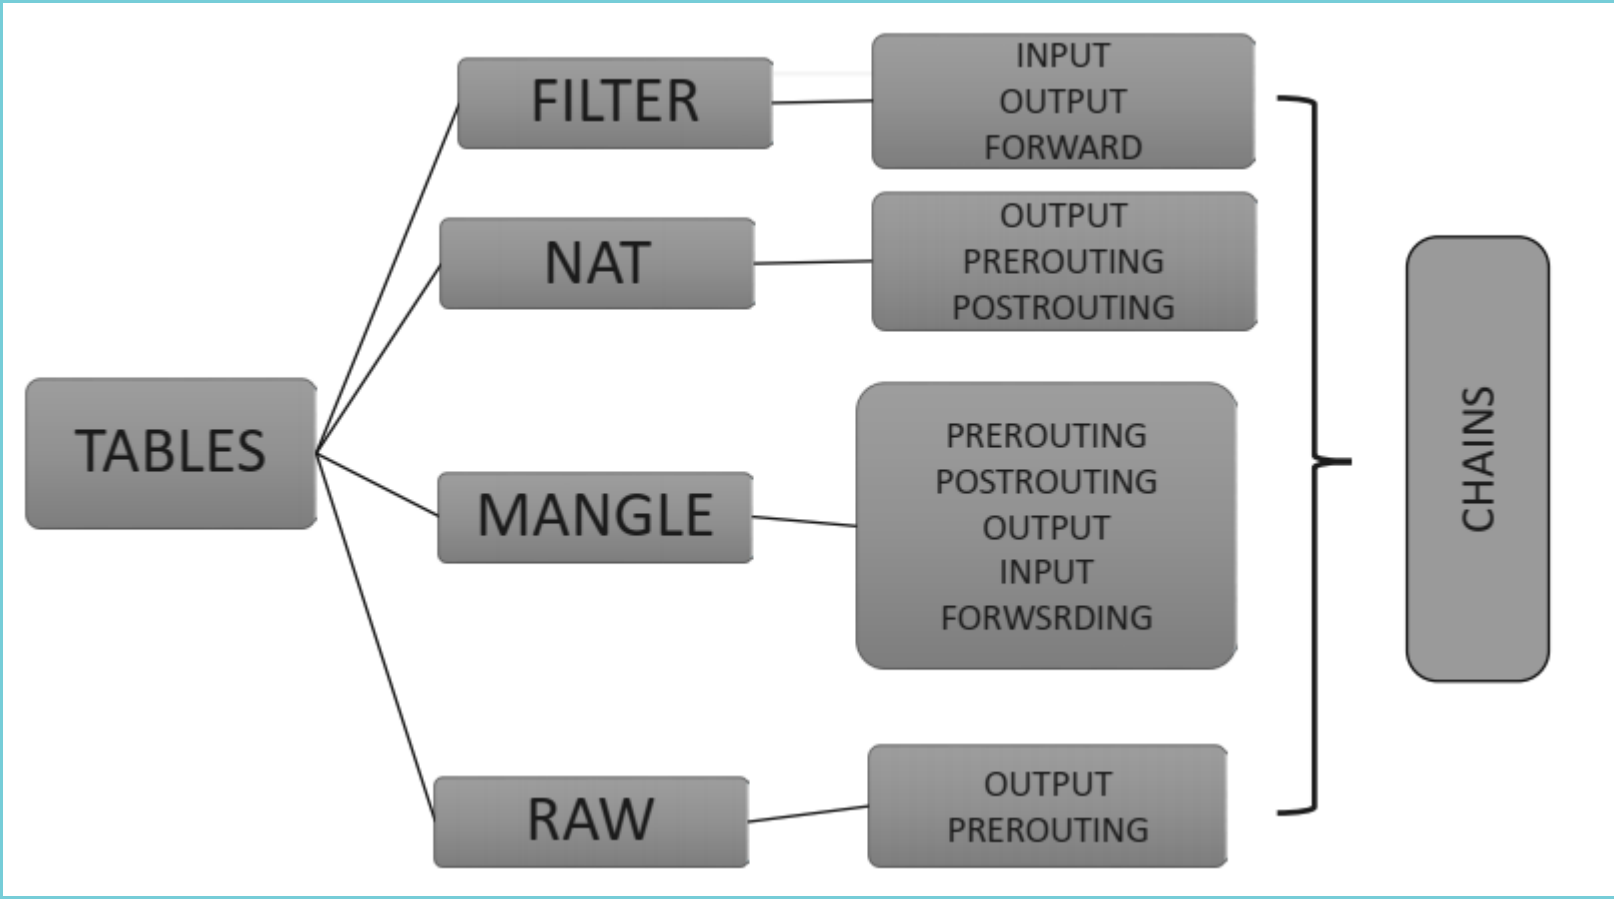 TABLES
FILTER
INPUT
OUTPUT
FORWARD
NAT
OUTPUT
PREROUTING
POSTROUTING
MANGLE
PREROUTING
POSTROUTING
OUTPUT
INPUT
FORWSRDING
RAW
OUTPUT
PREROUTING
CHAINS